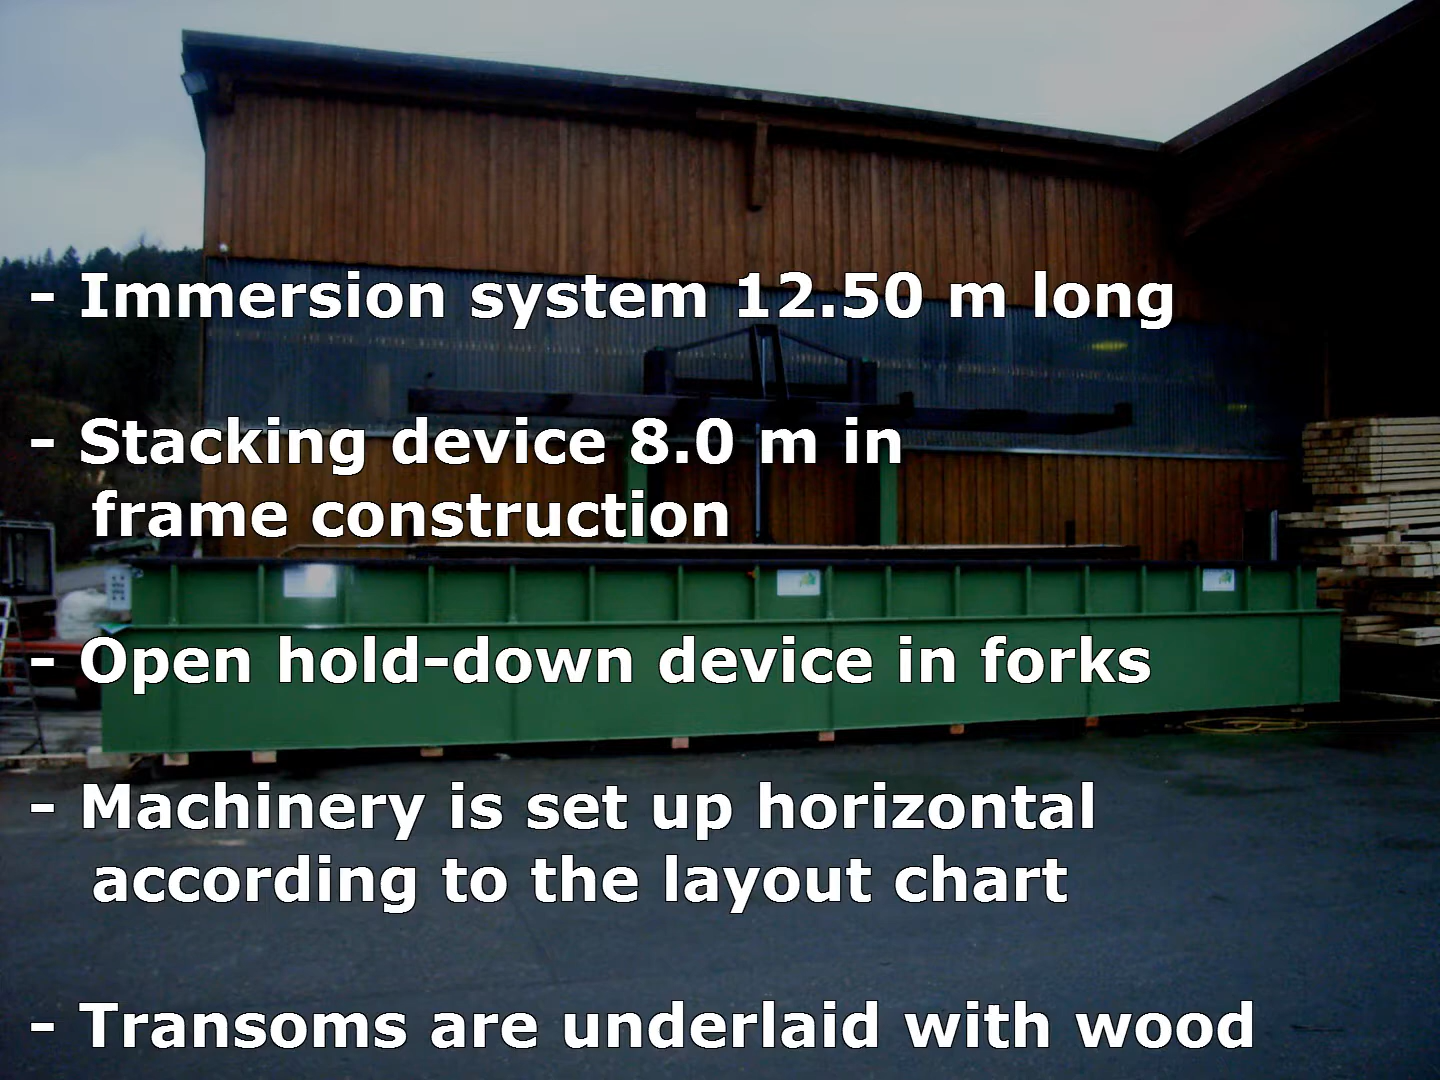 - Immersion system 12.50 m long
- Stacking device 8.0 m in
frame construction
- Open hold-down device in forks
- Machinery is set up horizontal
according to the layout chart
- Transoms are underlaid with wood